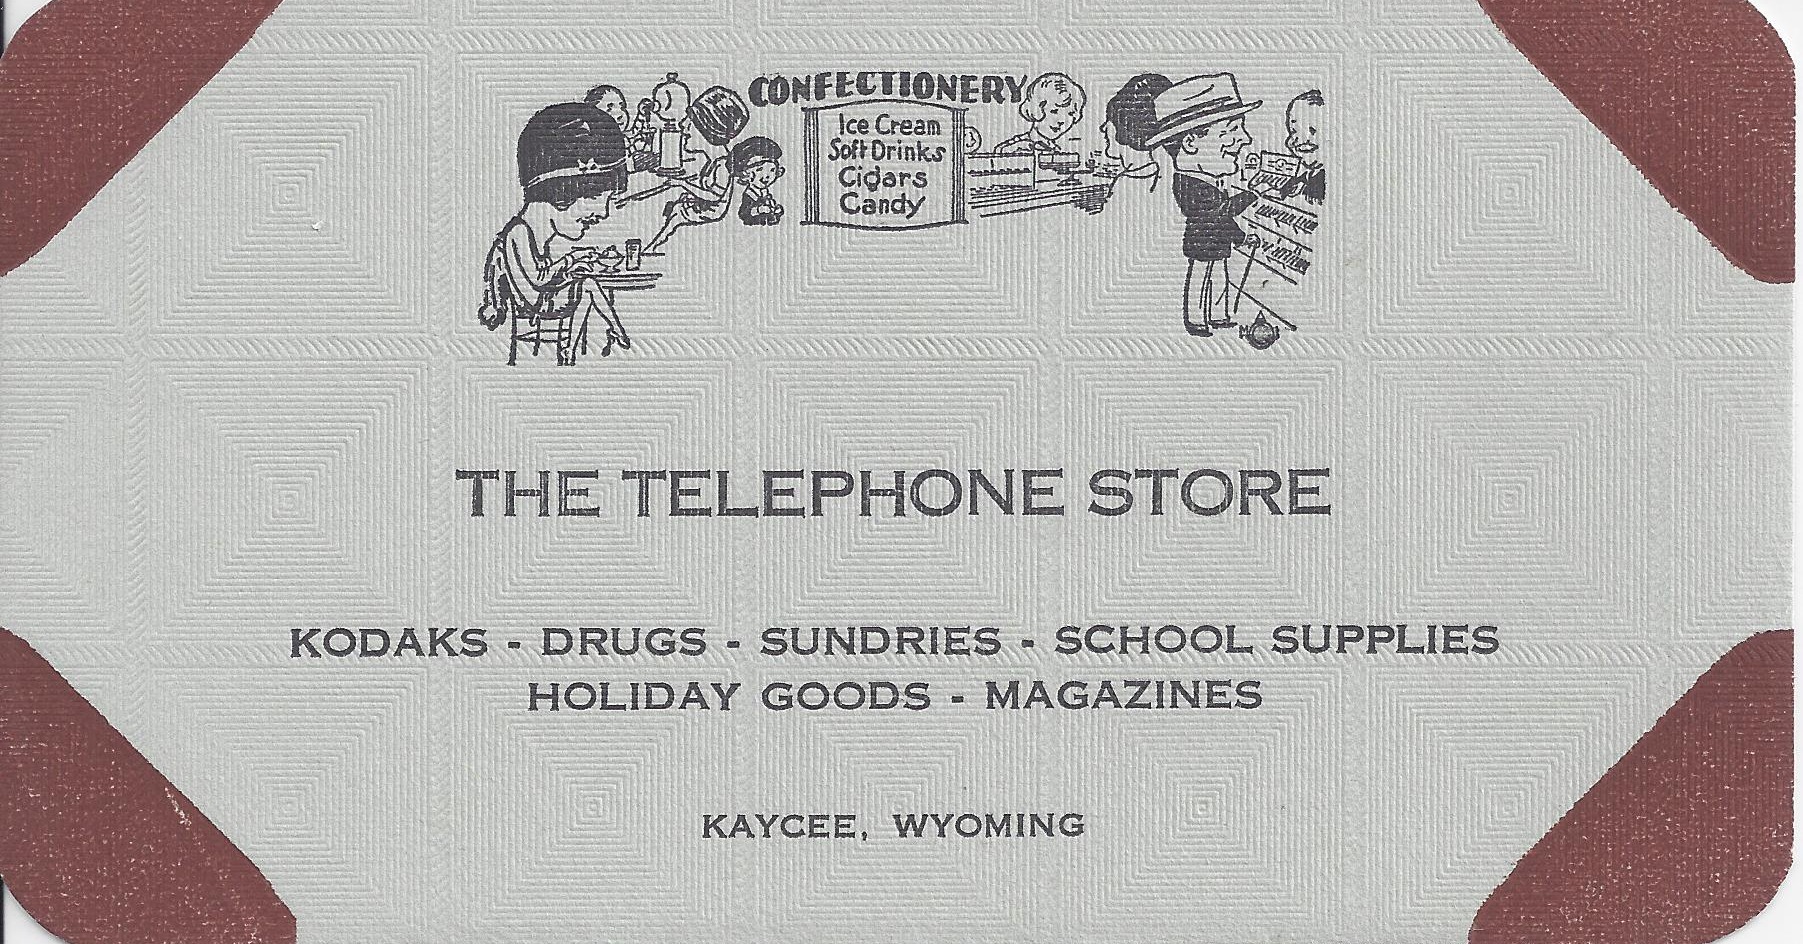 CONFECTIONERY
Ice Cream
Soft Drinks
Cigars
Candy
THE TELEPHONE STORE
KODAKS - DRUGS - SUNDRIES - SCHOOL SUPPLIES
HOLIDAY GOODS - MAGAZINES
KAYCEE, WYOMING